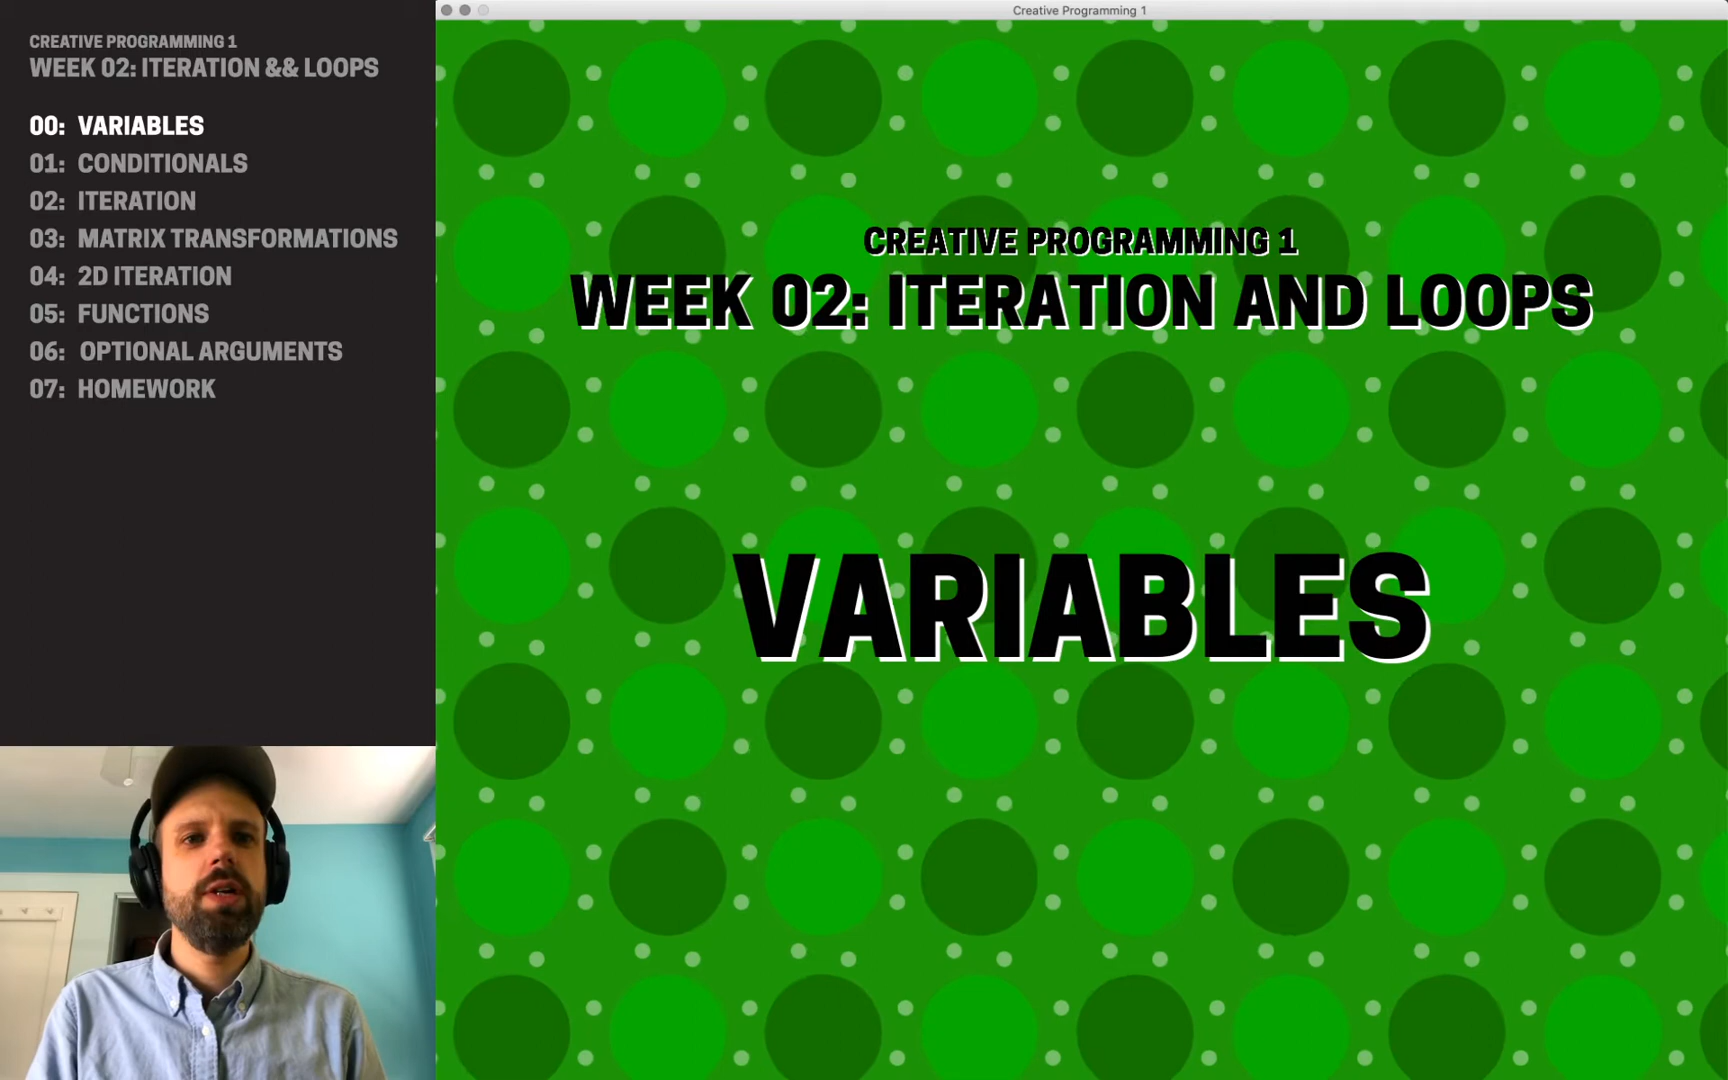 CREATIVE PROGRAMMING 1
WEEK 02: ITERATION && LOOPS
00: VARIABLES
01: CONDITIONALS
02: ITERATION
03: MATRIX TRANSFORMATIONS
04: 2D ITERATION
05: FUNCTIONS
06: OPTIONAL ARGUMENTS
07: HOMEWORK
Creative Programming 1
CREATIVE PROGRAMMING 1
WEEK 02: ITERATION AND LOOPS
VARIABLES